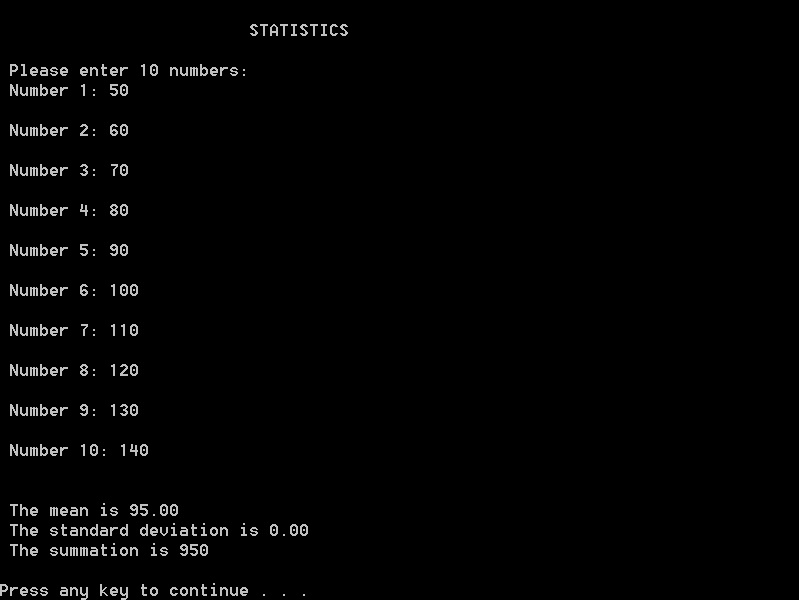 STATISTICS
Please enter 10 numbers:
Number 1: 50
Number 2: 60
Number 3: 70
Number 4: 80
Number 5: 90
Number 6: 100
Number 7: 110
Number 8: 120
Number 9: 130
Number 10: 140
The mean is 95.00
The standard deviation is 0.00
The summation is 950
Press any key to continue . . .